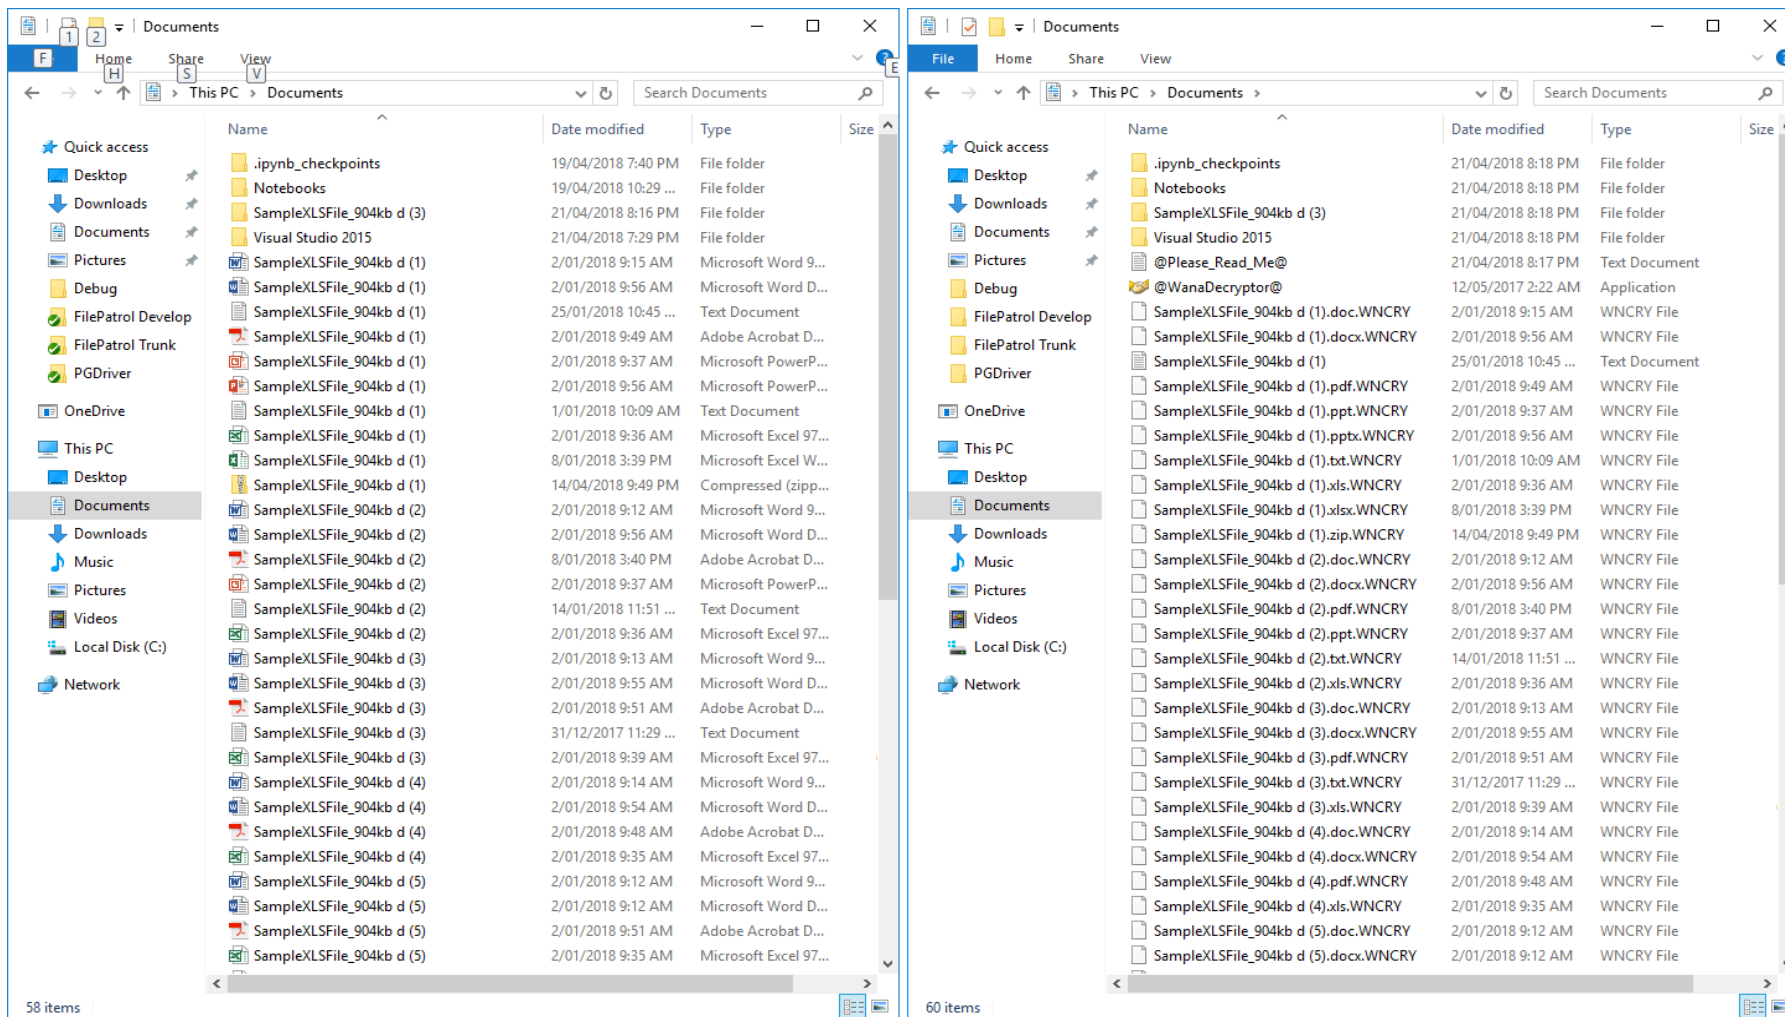 Documents
1 2
F Home Share View
H S V E
This PC > Documents Search Documents
Name Date modified Type Size
Quick access
Desktop
Downloads
Documents
Pictures
Debug
FilePatrol Develop
FilePatrol Trunk
PGDriver
OneDrive
This PC
Desktop
Documents
Downloads
Music
Pictures
Videos
Local Disk (C:)
Network
.ipynb_checkpoints 19/04/2018 7:40 PM File folder
Notebooks 19/04/2018 10:29 ... File folder
SampleXLSFile_904kb d (3) 21/04/2018 8:16 PM File folder
Visual Studio 2015 21/04/2018 7:29 PM File folder
SampleXLSFile_904kb d (1) 2/01/2018 9:15 AM Microsoft Word 9...
SampleXLSFile_904kb d (1) 2/01/2018 9:56 AM Microsoft Word D...
SampleXLSFile_904kb d (1) 25/01/2018 10:45 ... Text Document
SampleXLSFile_904kb d (1) 2/01/2018 9:49 AM Adobe Acrobat D...
SampleXLSFile_904kb d (1) 2/01/2018 9:37 AM Microsoft PowerP...
SampleXLSFile_904kb d (1) 2/01/2018 9:56 AM Microsoft PowerP...
SampleXLSFile_904kb d (1) 1/01/2018 10:09 AM Text Document
SampleXLSFile_904kb d (1) 2/01/2018 9:36 AM Microsoft Excel 97...
SampleXLSFile_904kb d (1) 8/01/2018 3:39 PM Microsoft Excel W...
SampleXLSFile_904kb d (1) 14/04/2018 9:49 PM Compressed (zipp...
SampleXLSFile_904kb d (2) 2/01/2018 9:12 AM Microsoft Word 9...
SampleXLSFile_904kb d (2) 2/01/2018 9:56 AM Microsoft Word D...
SampleXLSFile_904kb d (2) 8/01/2018 3:40 PM Adobe Acrobat D...
SampleXLSFile_904kb d (2) 2/01/2018 9:37 AM Microsoft PowerP...
SampleXLSFile_904kb d (2) 14/01/2018 11:51 ... Text Document
SampleXLSFile_904kb d (2) 2/01/2018 9:36 AM Microsoft Excel 97...
SampleXLSFile_904kb d (3) 2/01/2018 9:13 AM Microsoft Word 9...
SampleXLSFile_904kb d (3) 2/01/2018 9:55 AM Microsoft Word D...
SampleXLSFile_904kb d (3) 2/01/2018 9:51 AM Adobe Acrobat D...
SampleXLSFile_904kb d (3) 31/12/2017 11:29 ... Text Document
SampleXLSFile_904kb d (3) 2/01/2018 9:39 AM Microsoft Excel 97...
SampleXLSFile_904kb d (4) 2/01/2018 9:14 AM Microsoft Word 9...
SampleXLSFile_904kb d (4) 2/01/2018 9:54 AM Microsoft Word D...
SampleXLSFile_904kb d (4) 2/01/2018 9:48 AM Adobe Acrobat D...
SampleXLSFile_904kb d (4) 2/01/2018 9:35 AM Microsoft Excel 97...
SampleXLSFile_904kb d (5) 2/01/2018 9:12 AM Microsoft Word 9...
SampleXLSFile_904kb d (5) 2/01/2018 9:12 AM Microsoft Word D...
SampleXLSFile_904kb d (5) 2/01/2018 9:51 AM Adobe Acrobat D...
SampleXLSFile_904kb d (5) 2/01/2018 9:35 AM Microsoft Excel 97...
58 items
Documents
File Home Share View
This PC > Documents > Search Documents
Name Date modified Type Size
Quick access
Desktop
Downloads
Documents
Pictures
Debug
FilePatrol Develop
FilePatrol Trunk
PGDriver
OneDrive
This PC
Desktop
Documents
Downloads
Music
Pictures
Videos
Local Disk (C:)
Network
.ipynb_checkpoints 21/04/2018 8:18 PM File folder
Notebooks 21/04/2018 8:18 PM File folder
SampleXLSFile_904kb d (3) 21/04/2018 8:18 PM File folder
Visual Studio 2015 21/04/2018 8:18 PM File folder
@Please_Read_Me@ 21/04/2018 8:17 PM Text Document
@WanaDecryptor@ 12/05/2017 2:22 AM Application
SampleXLSFile_904kb d (1).doc.WNCRY 2/01/2018 9:15 AM WNCRY File
SampleXLSFile_904kb d (1).docx.WNCRY 2/01/2018 9:56 AM WNCRY File
SampleXLSFile_904kb d (1) 25/01/2018 10:45 ... Text Document
SampleXLSFile_904kb d (1).pdf.WNCRY 2/01/2018 9:49 AM WNCRY File
SampleXLSFile_904kb d (1).ppt.WNCRY 2/01/2018 9:37 AM WNCRY File
SampleXLSFile_904kb d (1).pptx.WNCRY 2/01/2018 9:56 AM WNCRY File
SampleXLSFile_904kb d (1).txt.WNCRY 1/01/2018 10:09 AM WNCRY File
SampleXLSFile_904kb d (1).xls.WNCRY 2/01/2018 9:36 AM WNCRY File
SampleXLSFile_904kb d (1).xlsx.WNCRY 8/01/2018 3:39 PM WNCRY File
SampleXLSFile_904kb d (1).zip.WNCRY 14/04/2018 9:49 PM WNCRY File
SampleXLSFile_904kb d (2).doc.WNCRY 2/01/2018 9:12 AM WNCRY File
SampleXLSFile_904kb d (2).docx.WNCRY 2/01/2018 9:56 AM WNCRY File
SampleXLSFile_904kb d (2).pdf.WNCRY 8/01/2018 3:40 PM WNCRY File
SampleXLSFile_904kb d (2).ppt.WNCRY 2/01/2018 9:37 AM WNCRY File
SampleXLSFile_904kb d (2).txt.WNCRY 14/01/2018 11:51 ... WNCRY File
SampleXLSFile_904kb d (2).xls.WNCRY 2/01/2018 9:36 AM WNCRY File
SampleXLSFile_904kb d (3).doc.WNCRY 2/01/2018 9:13 AM WNCRY File
SampleXLSFile_904kb d (3).docx.WNCRY 2/01/2018 9:55 AM WNCRY File
SampleXLSFile_904kb d (3).pdf.WNCRY 2/01/2018 9:51 AM WNCRY File
SampleXLSFile_904kb d (3).txt.WNCRY 31/12/2017 11:29 ... WNCRY File
SampleXLSFile_904kb d (3).xls.WNCRY 2/01/2018 9:39 AM WNCRY File
SampleXLSFile_904kb d (4).doc.WNCRY 2/01/2018 9:14 AM WNCRY File
SampleXLSFile_904kb d (4).docx.WNCRY 2/01/2018 9:54 AM WNCRY File
SampleXLSFile_904kb d (4).pdf.WNCRY 2/01/2018 9:48 AM WNCRY File
SampleXLSFile_904kb d (4).xls.WNCRY 2/01/2018 9:35 AM WNCRY File
SampleXLSFile_904kb d (5).doc.WNCRY 2/01/2018 9:12 AM WNCRY File
SampleXLSFile_904kb d (5).docx.WNCRY 2/01/2018 9:12 AM WNCRY File
60 items